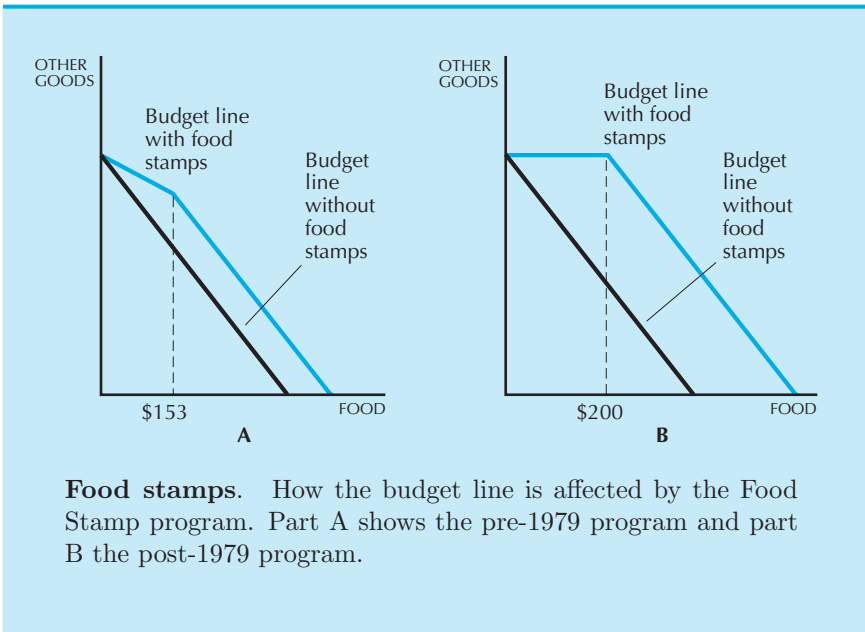 OTHER
GOODS
Budget line
with food
stamps
Budget
line
without
food
stamps
$153
FOOD
A
OTHER
GOODS
Budget line
with food
stamps
Budget
line
without
food
stamps
$200
FOOD
B
Food stamps. How the budget line is affected by the Food
Stamp program. Part A shows the pre-1979 program and part
B the post-1979 program.